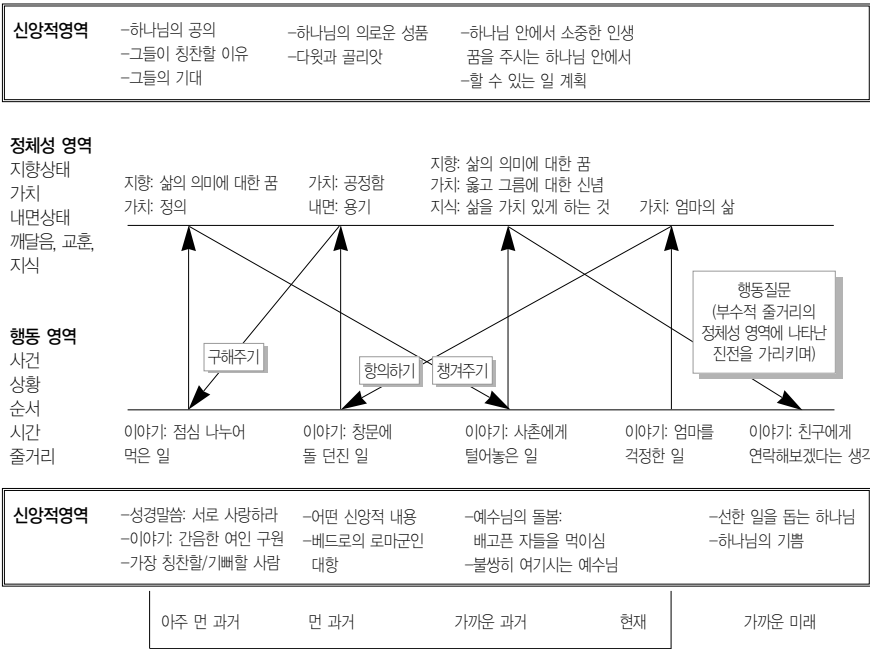 신앙적영역
–하나님의 공의
–그들이 칭찬할 이유
–그들의 기대
–하나님의 의로운 성품
–다윗과 골리앗
–하나님 안에서 소중한 인생
꿈을 주시는 하나님 안에서
–할 수 있는 일 계획
정체성 영역
지향상태
가치
내면상태
깨달음, 교훈,
지식
지향: 삶의 의미에 대한 꿈
가치: 정의
가치: 공정함
내면: 용기
지향: 삶의 의미에 대한 꿈
가치: 옳고 그름에 대한 신념
지식: 삶을 가치 있게 하는 것
가치: 엄마의 삶
행동질문
(부수적 줄거리의
정체성 영역에 나타난
진전을 가리키며)
구해주기
항의하기
챙겨주기
행동 영역
사건
상황
순서
시간
줄거리
이야기: 점심 나누어
먹은 일
이야기: 창문에
돌 던진 일
이야기: 사촌에게
털어놓은 일
이야기: 엄마를
걱정한 일
이야기: 친구에게
연락해보겠다는 생각
신앙적영역
–성경말씀: 서로 사랑하라
–이야기: 간음한 여인 구원
–가장 칭찬할/기뻐할 사람
–어떤 신앙적 내용
–베드로의 로마군인
대항
–예수님의 돌봄:
배고픈 자들을 먹이심
–불쌍히 여기시는 예수님
–선한 일을 돕는 하나님
–하나님의 기쁨
아주 먼 과거
먼 과거
가까운 과거
현재
가까운 미래